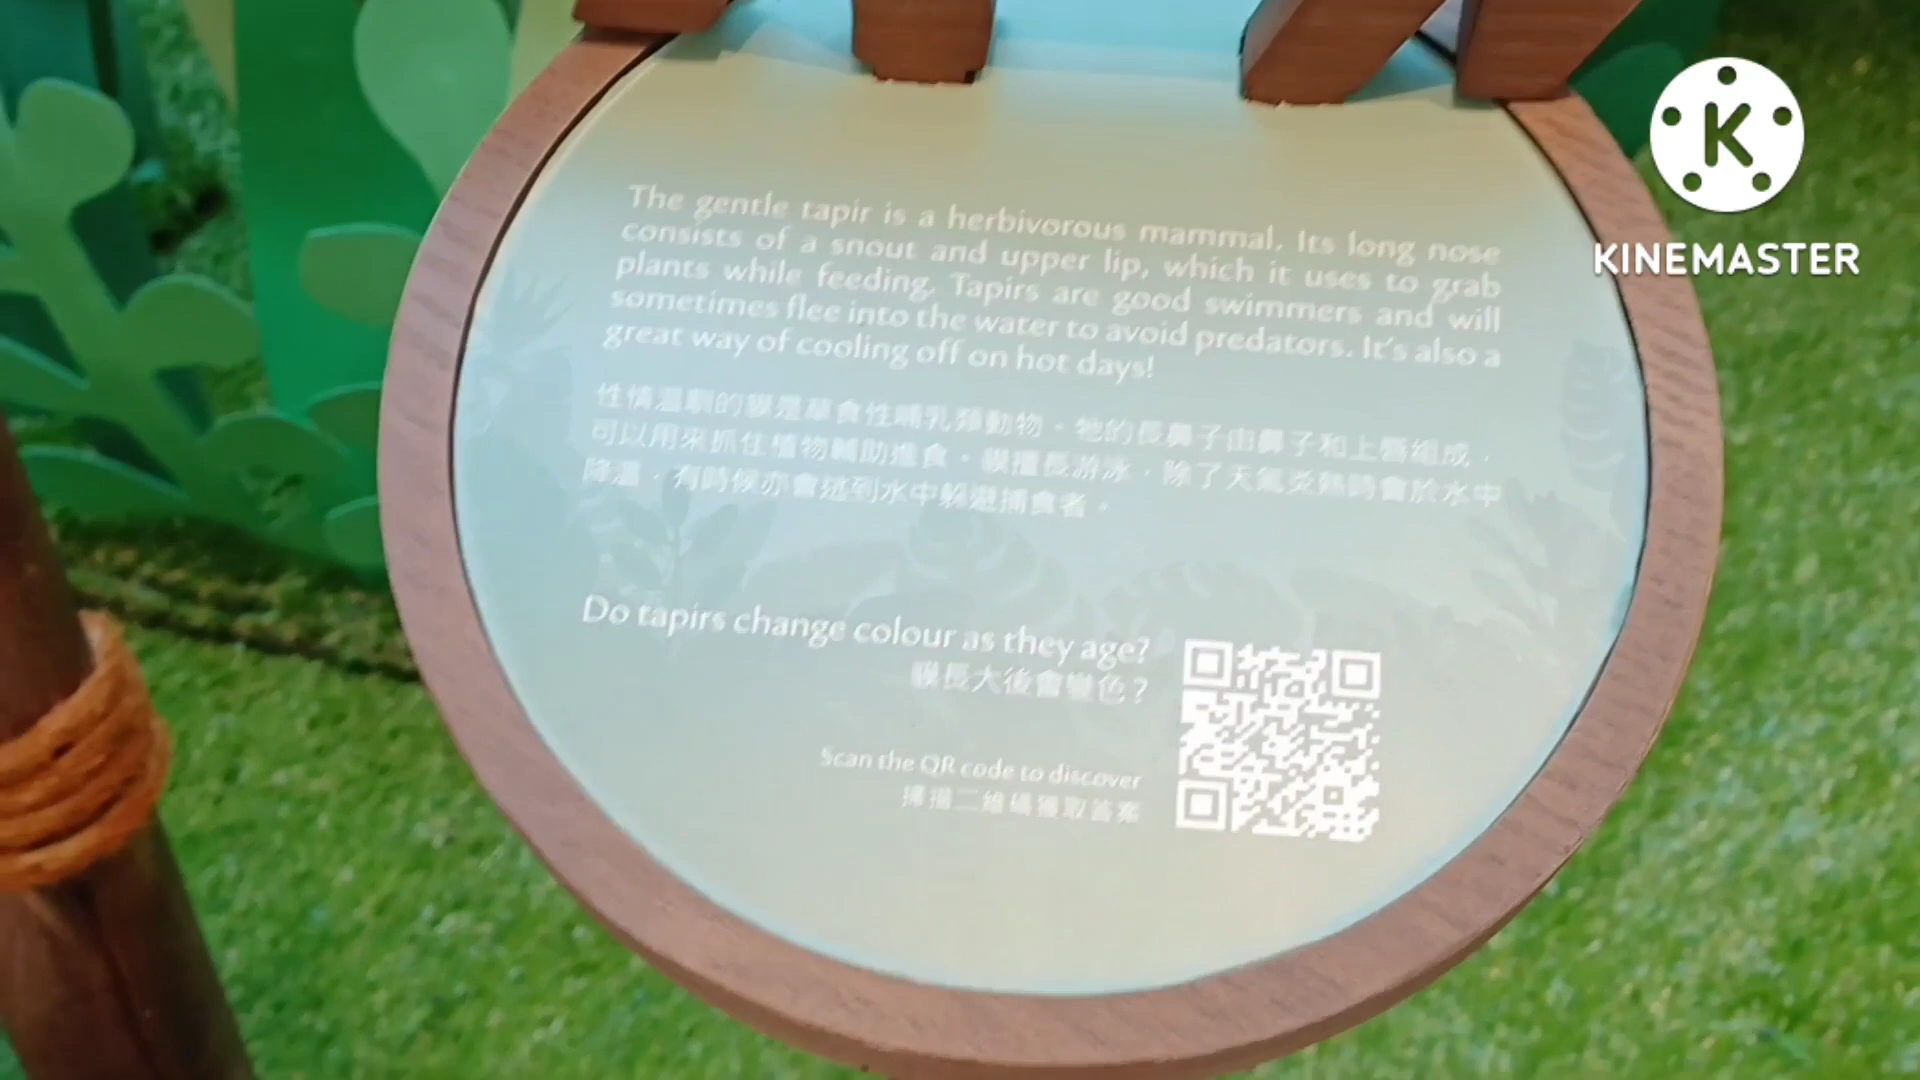 The gentle tapir is a herbivorous mammal. Its long nose
consists of a snout and upper lip, which it uses to grab
plants while feeding. Tapirs are good swimmers and will
sometimes flee into the water to avoid predators. It's also a
great way of cooling off on hot days!
性情溫馴的貘是草食性哺乳類動物。牠的長鼻子由鼻子和上唇組成，
可以用來抓住植物輔助進食。貘擅長游泳，除了天氣炎熱時會於水中
降溫，有時候亦會逃到水中躲避捕食者。
Do tapirs change colour as they age?
貘長大後會變色？
Scan the QR code to discover
掃描二維碼獲取答案
K
KINEMASTER